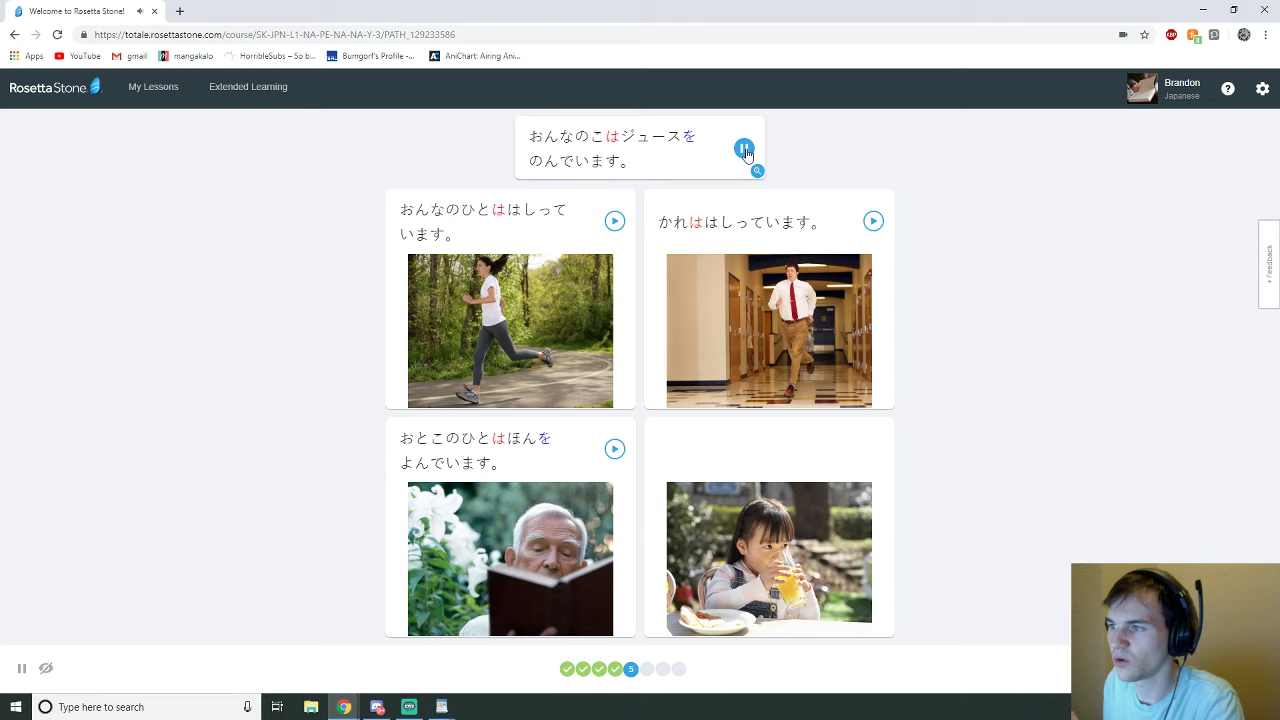 Welcome to Rosetta Stone!
https://totale.rosettastone.com/course/SK-JPN-L1-NA-PE-NA-NA-Y-3/PATH_129233586
Apps
YouTube
gmail
mangakalo
HorribleSubs – So b...
Bumgorf's Profile -...
AniChart: Airing Ani...
RosettaStone
My Lessons
Extended Learning
Brandon
Japanese
おんなのこはジュースを
のんでいます。
おんなのひとははしって
います。
かれははしっています。
おとこのひとはほんを
よんでいます。
+ Feedback
5
Type here to search